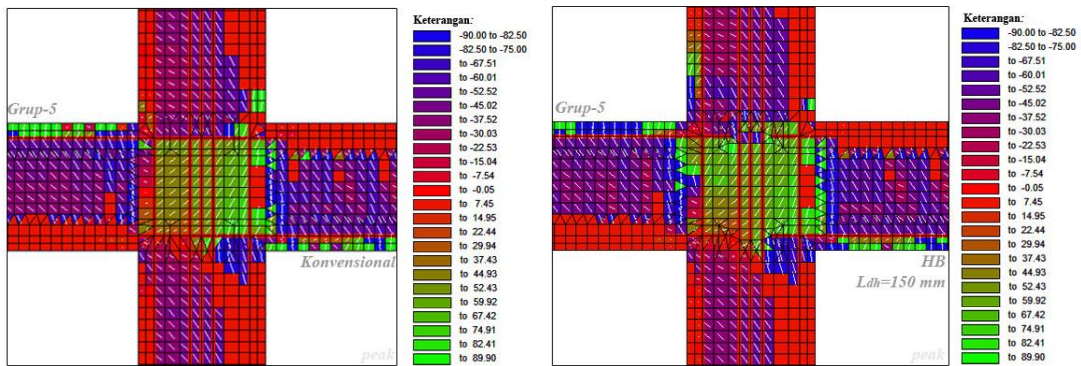 Grup-5
Konvensional
peak
Keterangan:
-90.00 to -82.50
-82.50 to -75.00
to -67.51
to -60.01
to -52.52
to -45.02
to -37.52
to -30.03
to -22.53
to -15.04
to -7.54
to -0.05
to 7.45
to 14.95
to 22.44
to 29.94
to 37.43
to 44.93
to 52.43
to 59.92
to 67.42
to 74.91
to 82.41
to 89.90
Grup-5
HB
Ldh=150 mm
peak
Keterangan:
-90.00 to -82.50
-82.50 to -75.00
to -67.51
to -60.01
to -52.52
to -45.02
to -37.52
to -30.03
to -22.53
to -15.04
to -7.54
to -0.05
to 7.45
to 14.95
to 22.44
to 29.94
to 37.43
to 44.93
to 52.43
to 59.92
to 67.42
to 74.91
to 82.41
to 89.90